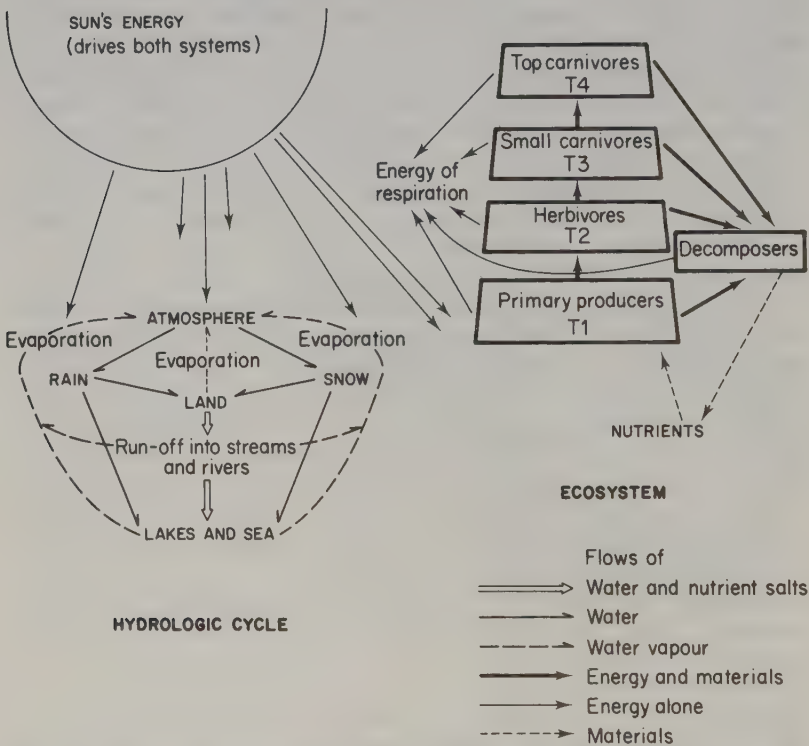 SUN'S ENERGY
(drives both systems)
Evaporation
ATMOSPHERE
Evaporation
Evaporation
RAIN
SNOW
LAND
Run-off into streams
and rivers
LAKES AND SEA
HYDROLOGIC CYCLE
Top carnivores
T4
Small carnivores
T3
Energy of
respiration
Herbivores
T2
Decomposers
Primary producers
T1
NUTRIENTS
ECOSYSTEM
Flows of
Water and nutrient salts
Water
Water vapour
Energy and materials
Energy alone
Materials